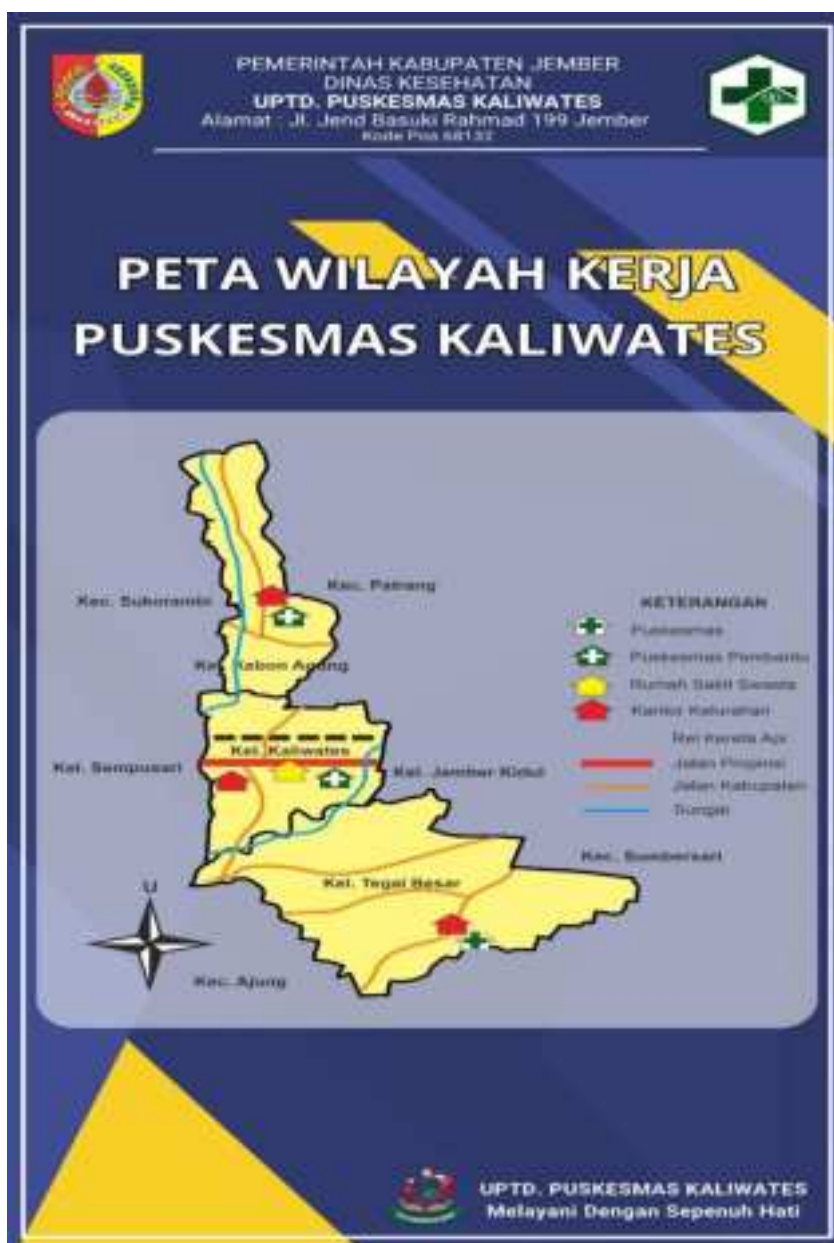 PEMERINTAH KABUPATEN JEMBER
DINAS KESEHATAN
UPTD. PUSKESMAS KALIWATES
Alamat : Jl. Jend Basuki Rahmad 199 Jember
Kode Pos 68132
PETA WILAYAH KERJA
PUSKESMAS KALIWATES
Kec. Sukorambi
Kec. Patrang
Kel. Kebon Agung
Kel. Kaliwates
Kel. Sempusari
Kel. Jember Kidul
Kec. Sumbersari
Kel. Tegal Besar
Kec. Ajung
U
KETERANGAN
Puskesmas
Puskesmas Pembantu
Rumah Sakit Swasta
Kantor Kelurahan
Rel Kereta Api
Jalan Propinsi
Jalan Kabupaten
Sungai
UPTD. PUSKESMAS KALIWATES
Melayani Dengan Sepenuh Hati